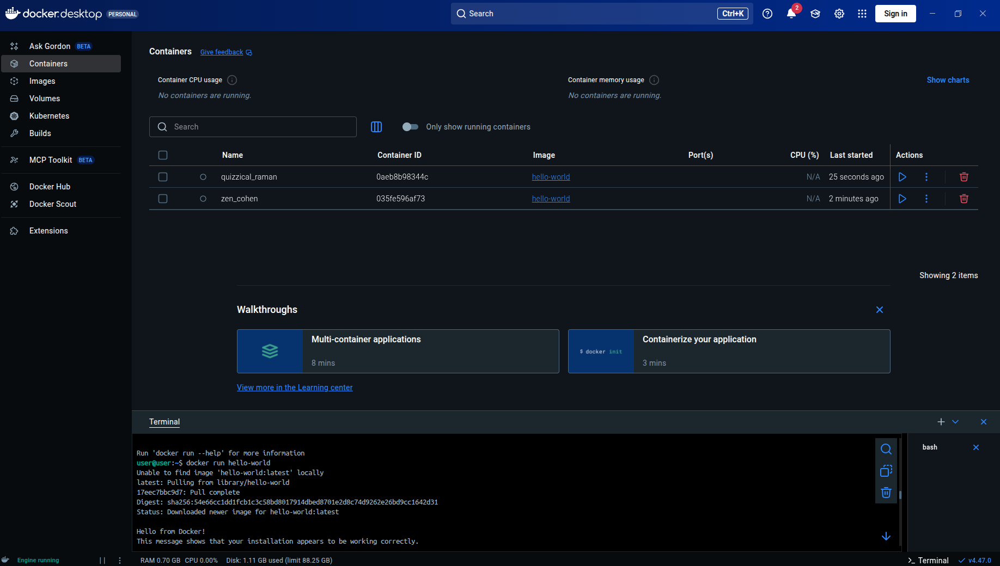 docker desktop PERSONAL
Search Ctrl+K
2
Sign in
Ask Gordon BETA
Containers
Images
Volumes
Kubernetes
Builds
MCP Toolkit BETA
Docker Hub
Docker Scout
Extensions
Containers Give feedback
Container CPU usage
No containers are running.
Container memory usage
No containers are running.
Show charts
Search
Only show running containers
Name Container ID Image Port(s) CPU (%) Last started Actions
quizzical_raman 0aeb8b98344c hello-world N/A 25 seconds ago
zen_cohen 035fe596af73 hello-world N/A 2 minutes ago
Showing 2 items
Walkthroughs
Multi-container applications
8 mins
$ docker init
Containerize your application
3 mins
View more in the Learning center
Terminal
Run 'docker run --help' for more information
user@user:~$ docker run hello-world
Unable to find image 'hello-world:latest' locally
latest: Pulling from library/hello-world
17eec7bbc9d7: Pull complete
Digest: sha256:54e66cc1dd1fcb1c3c58bd8017914dbed8701e2d8c74d9262e26bd9cc1642d31
Status: Downloaded newer image for hello-world:latest
Hello from Docker!
This message shows that your installation appears to be working correctly.
bash
Engine running
RAM 0.70 GB CPU 0.00% Disk: 1.11 GB used (limit 88.25 GB)
>_ Terminal
v4.47.0